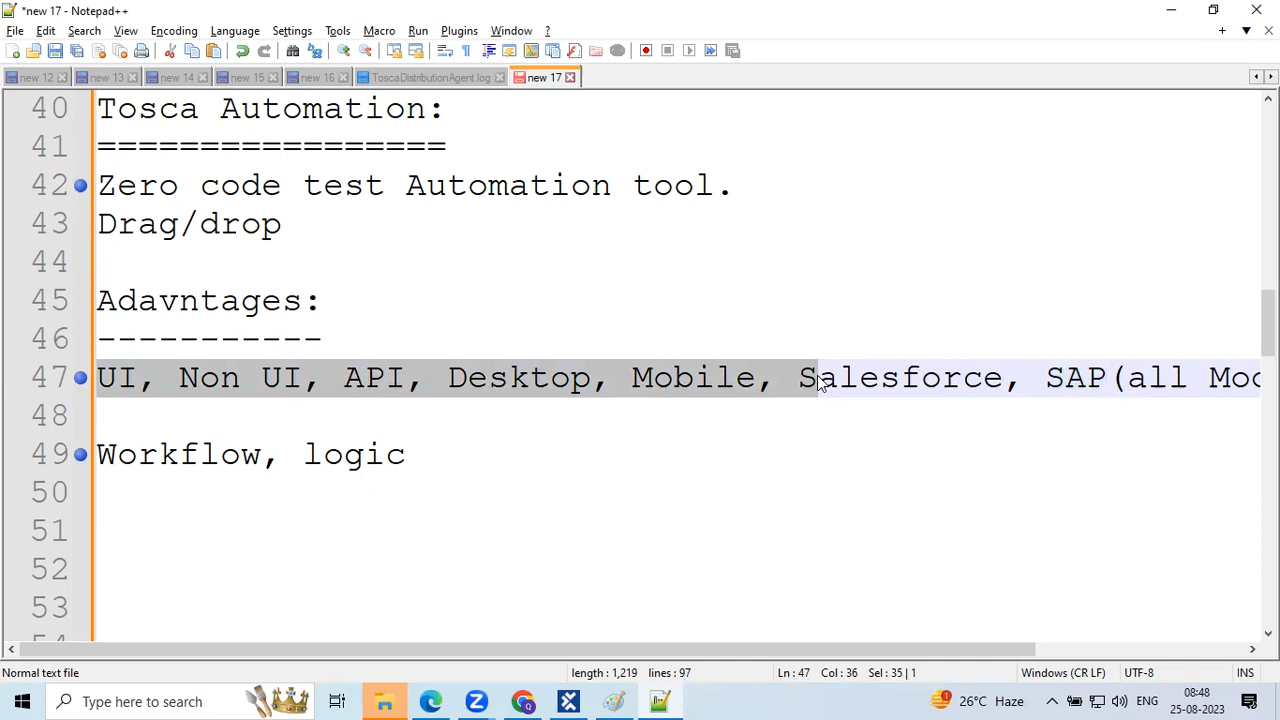 *new 17 - Notepad++
File Edit Search View Encoding Language Settings Tools Macro Run Plugins Window ?
new 12 new 13 new 14 new 15 new 16 ToscaDistributionAgent.log new 17
40 Tosca Automation:
41 =================
42 Zero code test Automation tool.
43 Drag/drop
44
45 Adavntages:
46 -----------
47 UI, Non UI, API, Desktop, Mobile, Salesforce, SAP(all Mod
48
49 Workflow, logic
50
51
52
53
Normal text file length : 1,219 lines : 97 Ln : 47 Col : 36 Sel : 35 | 1 Windows (CR LF) UTF-8 INS
Type here to search 26°C Haze ENG 08:48
25-08-2023